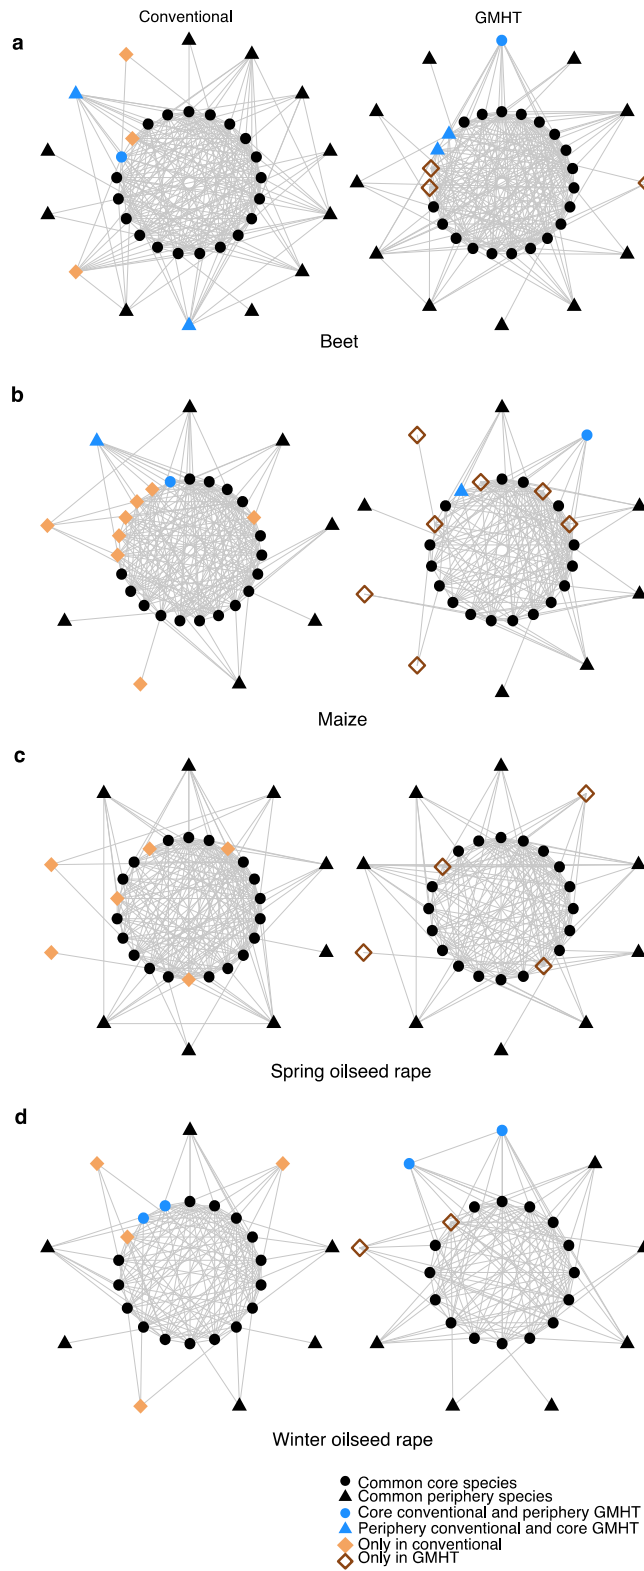 Conventional
GMHT
a
Beet
b
Maize
c
Spring oilseed rape
d
Winter oilseed rape
Common core species
Common periphery species
Core conventional and periphery GMHT
Periphery conventional and core GMHT
Only in conventional
Only in GMHT